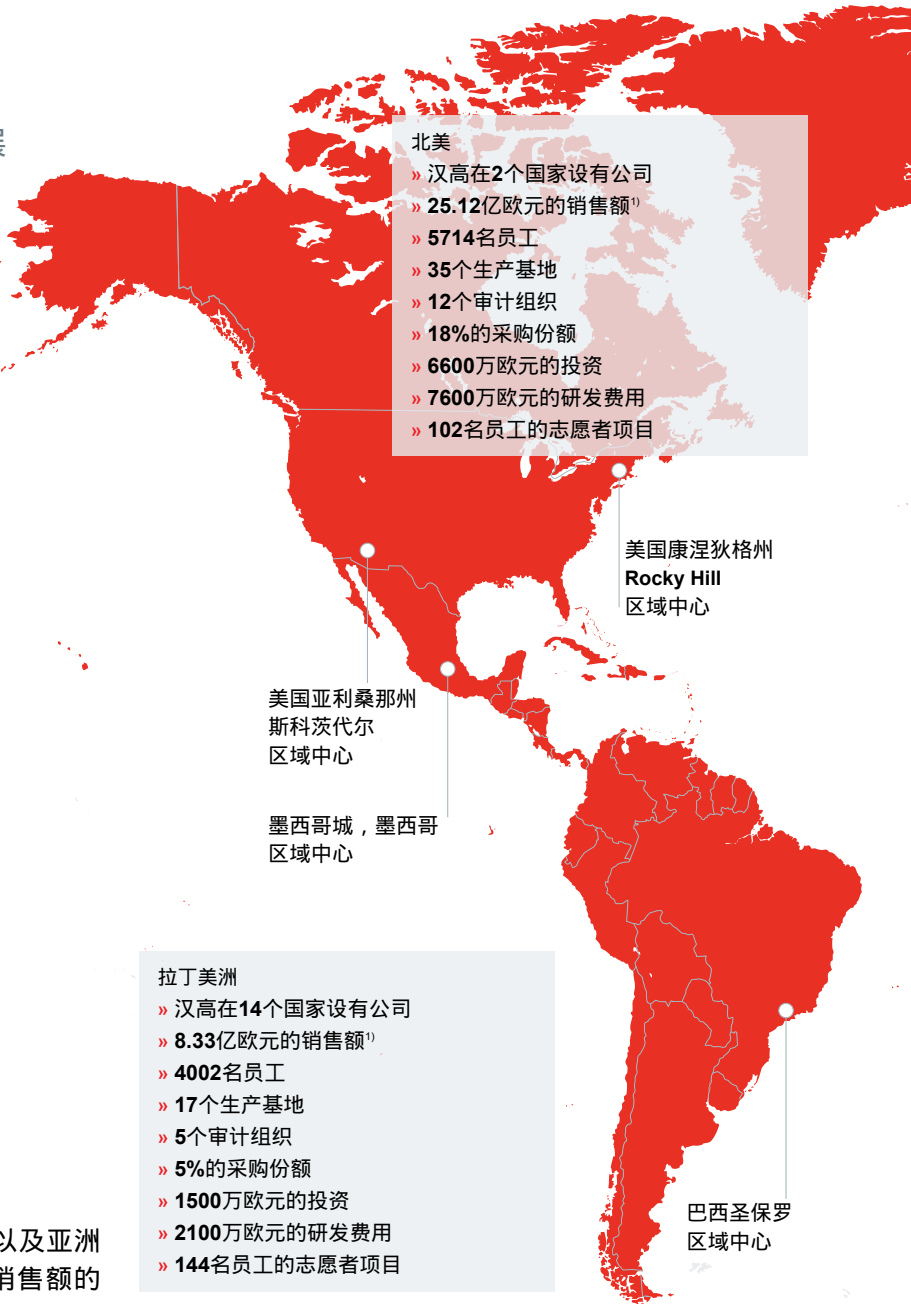 展
北美
» 汉高在2个国家设有公司
» 25.12亿欧元的销售额¹⁾
» 5714名员工
» 35个生产基地
» 12个审计组织
» 18%的采购份额
» 6600万欧元的投资
» 7600万欧元的研发费用
» 102名员工的志愿者项目
美国康涅狄格州
Rocky Hill
区域中心
美国亚利桑那州
斯科茨代尔
区域中心
墨西哥城，墨西哥
区域中心
拉丁美洲
» 汉高在14个国家设有公司
» 8.33亿欧元的销售额¹⁾
» 4002名员工
» 17个生产基地
» 5个审计组织
» 5%的采购份额
» 1500万欧元的投资
» 2100万欧元的研发费用
» 144名员工的志愿者项目
巴西圣保罗
区域中心
以及亚洲
销售额的